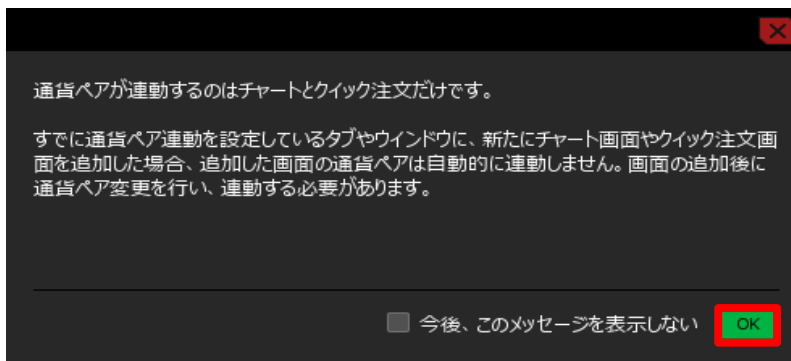 通貨ペアが連動するのはチャートとクイック注文だけです。
すでに通貨ペア連動を設定しているタブやウインドウに、新たにチャート画面やクイック注文画
面を追加した場合、追加した画面の通貨ペアは自動的に連動しません。画面の追加後に
通貨ペア変更を行い、連動する必要があります。
今後、このメッセージを表示しない
OK